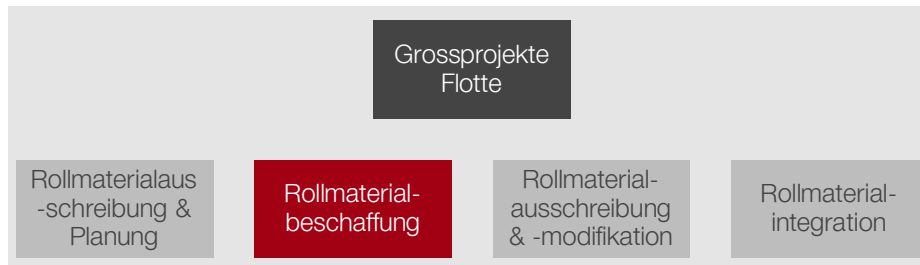 Grossprojekte
Flotte
Rollmaterialaus
-schreibung &
Planung
Rollmaterial-
beschaffung
Rollmaterial-
ausschreibung
& -modifikation
Rollmaterial-
integration